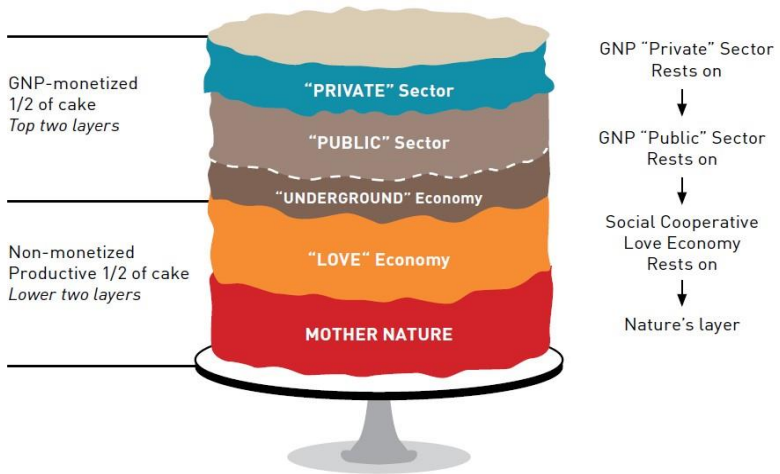 GNP-monetized
1/2 of cake
Top two layers
Non-monetized
Productive 1/2 of cake
Lower two layers
“PRIVATE” Sector
“PUBLIC” Sector
“UNDERGROUND” Economy
“LOVE“ Economy
MOTHER NATURE
GNP “Private” Sector
Rests on
GNP “Public” Sector
Rests on
Social Cooperative
Love Economy
Rests on
Nature’s layer